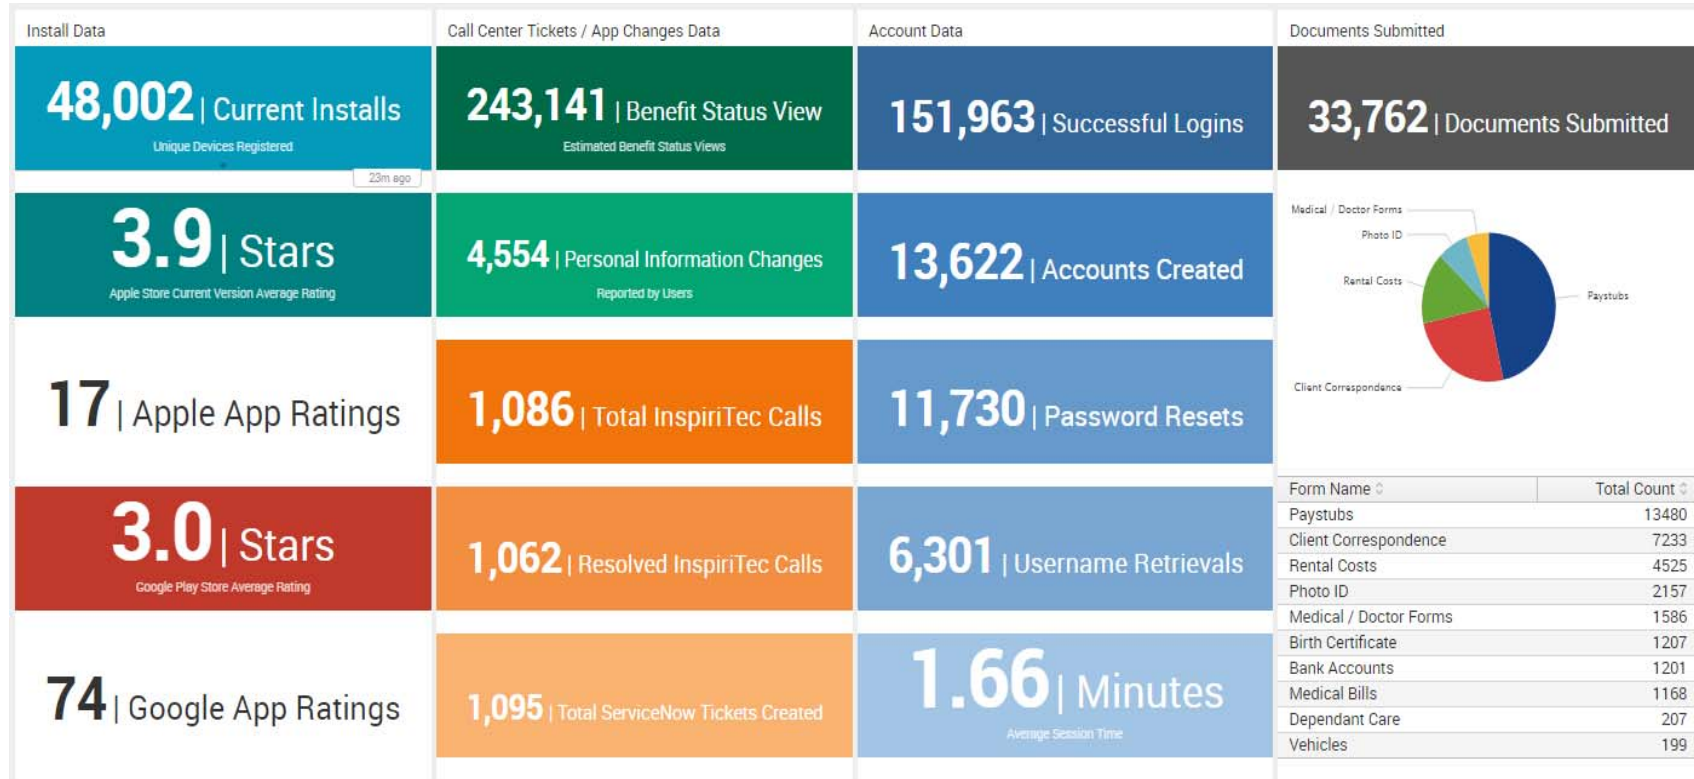 Install Data
48,002 | Current Installs
Unique Devices Registered
23m ago
3.9 | Stars
Apple Store Current Version Average Rating
17 | Apple App Ratings
3.0 | Stars
Google Play Store Average Rating
74 | Google App Ratings
Call Center Tickets / App Changes Data
243,141 | Benefit Status View
Estimated Benefit Status Views
4,554 | Personal Information Changes
Reported by Users
1,086 | Total InspiriTec Calls
1,062 | Resolved InspiriTec Calls
1,095 | Total ServiceNow Tickets Created
Account Data
151,963 | Successful Logins
13,622 | Accounts Created
11,730 | Password Resets
6,301 | Username Retrievals
1.66 | Minutes
Average Session Time
Documents Submitted
33,762 | Documents Submitted
Medical / Doctor Forms
Photo ID
Rental Costs
Paystubs
Client Correspondence
Form Name Total Count
Paystubs 13480
Client Correspondence 7233
Rental Costs 4525
Photo ID 2157
Medical / Doctor Forms 1586
Birth Certificate 1207
Bank Accounts 1201
Medical Bills 1168
Dependant Care 207
Vehicles 199